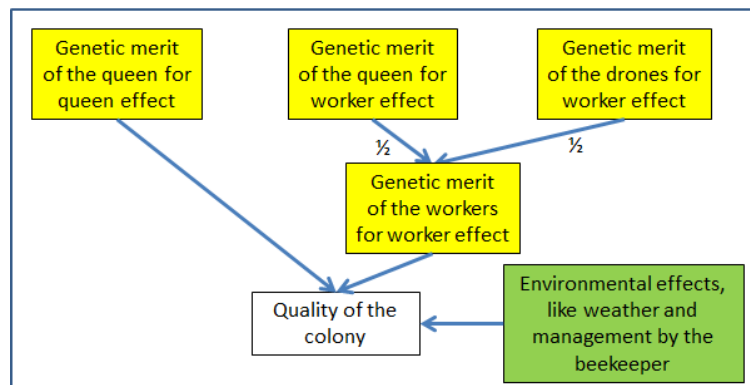 Genetic merit
of the queen for
queen effect
Genetic merit
of the queen for
worker effect
Genetic merit
of the drones for
worker effect
½
½
Genetic merit
of the workers
for worker effect
Quality of the
colony
Environmental effects,
like weather and
management by the
beekeeper